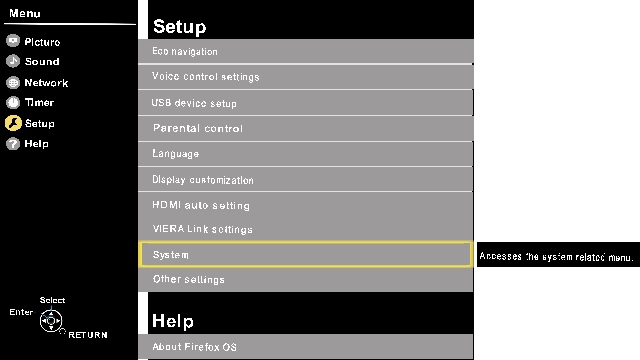 Menu
Picture
Sound
Network
Timer
Setup
Help
Select
Enter
RETURN
Setup
Eco navigation
Voice control settings
USB device setup
Parental control
Language
Display customization
HDMI auto setting
VIERA Link settings
System
Other settings
Help
About Firefox OS
Accesses the system related menu.